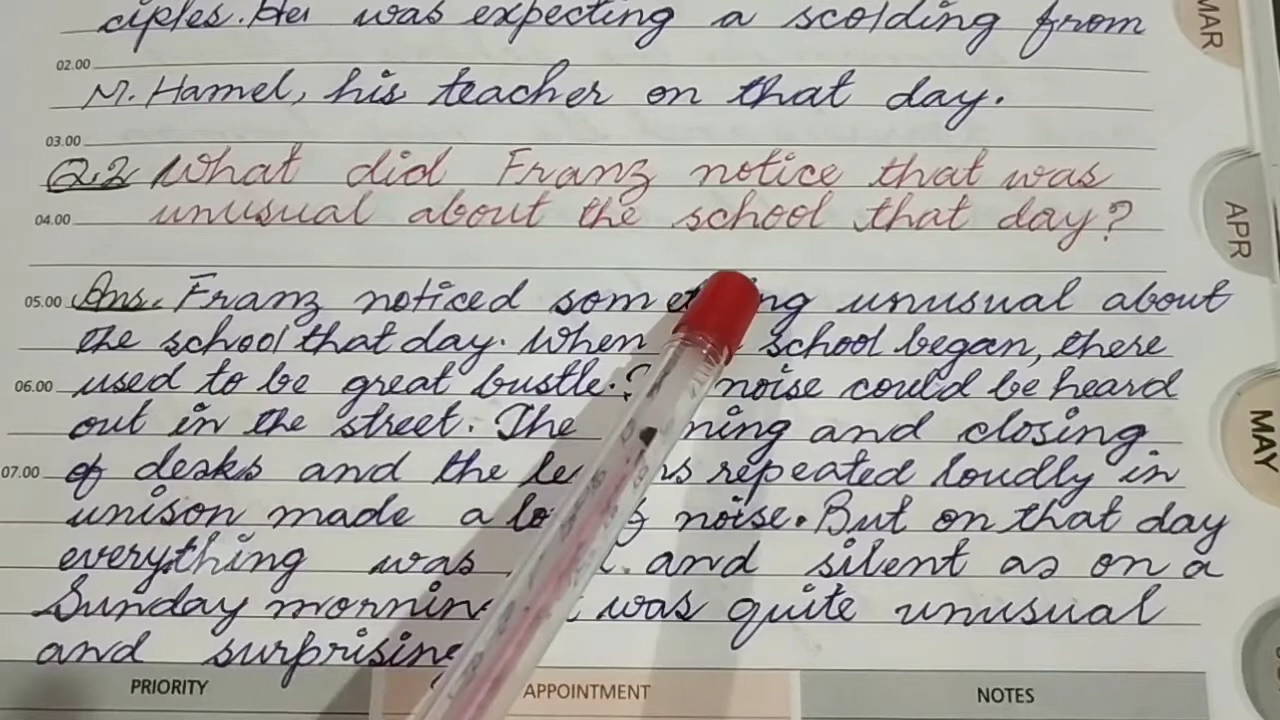 ciples. He was expecting a scolding from
02.00
M. Hamel, his teacher on that day.
03.00
Q.2 What did Franz notice that was
04.00
unusual about the school that day?
05.00 Ans. Franz noticed unusual about
the school that day. When school began, there
06.00 used to be great bustle. noise could be heard
out in the street. The and closing
07.00 of desks and the repeated loudly in
unison made a noise. But on that day
everything was and silent as on a
Sunday was quite unusual
and surprising
PRIORITY APPOINTMENT NOTES
MAR
APR
MAY